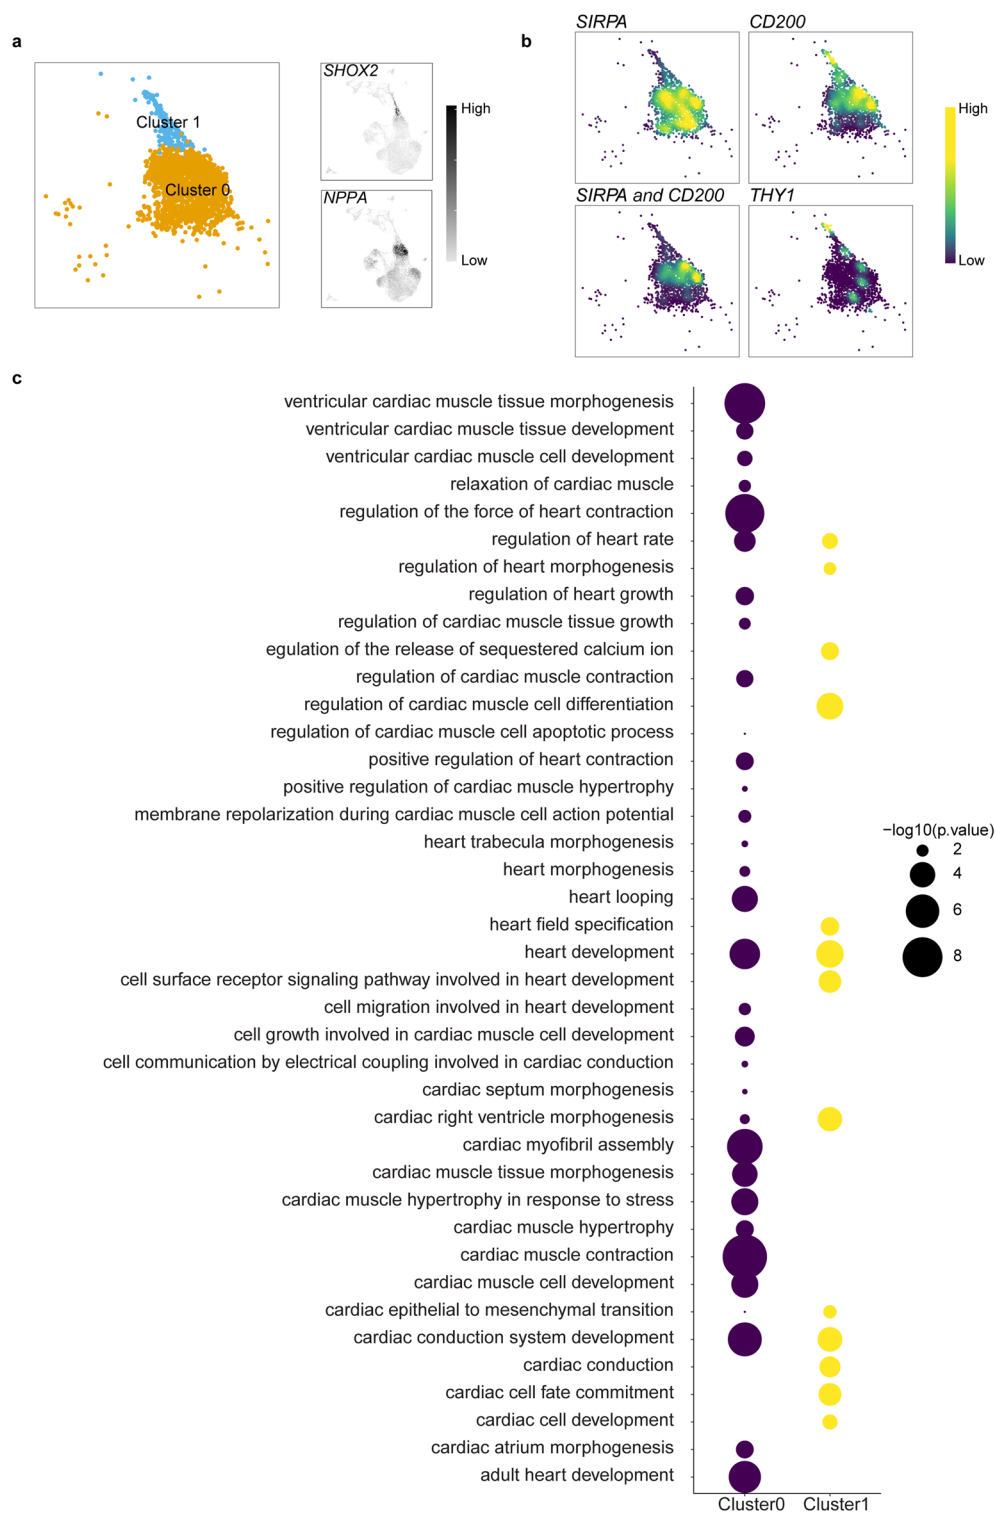 a
Cluster 1
Cluster 0
SHOX2
NPPA
High
Low
b
SIRPA
CD200
SIRPA and CD200
THY1
High
Low
c
ventricular cardiac muscle tissue morphogenesis
ventricular cardiac muscle tissue development
ventricular cardiac muscle cell development
relaxation of cardiac muscle
regulation of the force of heart contraction
regulation of heart rate
regulation of heart morphogenesis
regulation of heart growth
regulation of cardiac muscle tissue growth
egulation of the release of sequestered calcium ion
regulation of cardiac muscle contraction
regulation of cardiac muscle cell differentiation
regulation of cardiac muscle cell apoptotic process
positive regulation of heart contraction
positive regulation of cardiac muscle hypertrophy
membrane repolarization during cardiac muscle cell action potential
heart trabecula morphogenesis
heart morphogenesis
heart looping
heart field specification
heart development
cell surface receptor signaling pathway involved in heart development
cell migration involved in heart development
cell growth involved in cardiac muscle cell development
cell communication by electrical coupling involved in cardiac conduction
cardiac septum morphogenesis
cardiac right ventricle morphogenesis
cardiac myofibril assembly
cardiac muscle tissue morphogenesis
cardiac muscle hypertrophy in response to stress
cardiac muscle hypertrophy
cardiac muscle contraction
cardiac muscle cell development
cardiac epithelial to mesenchymal transition
cardiac conduction system development
cardiac conduction
cardiac cell fate commitment
cardiac cell development
cardiac atrium morphogenesis
adult heart development
Cluster0
Cluster1
−log10(p.value)
2
4
6
8